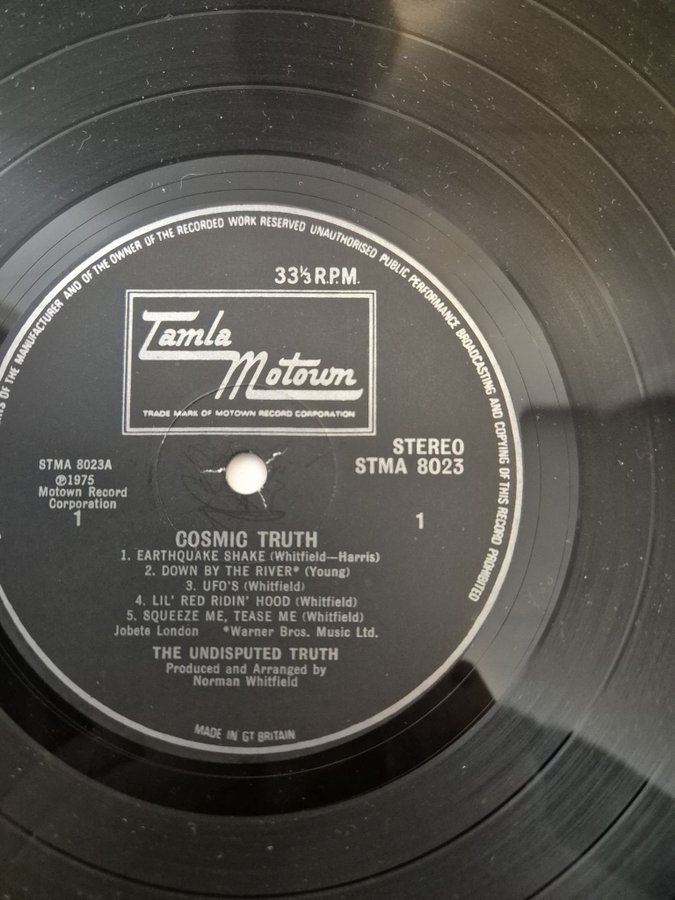 RS OF THE MANUFACTURER AND OF THE OWNER OF THE RECORDED WORK RESERVED UNAUTHORISED PUBLIC PERFORMANCE BROADCASTING AND COPYING OF THIS RECORD PROHIBITED
33⅓ R.P.M.
Tamla
Motown
TRADE MARK OF MOTOWN RECORD CORPORATION
STEREO
STMA 8023
STMA 8023A
℗1975
Motown Record
Corporation
1
1
COSMIC TRUTH
1. EARTHQUAKE SHAKE (Whitfield—Harris)
2. DOWN BY THE RIVER* (Young)
3. UFO'S (Whitfield)
4. LIL' RED RIDIN' HOOD (Whitfield)
5. SQUEEZE ME, TEASE ME (Whitfield)
Jobete London *Warner Bros. Music Ltd.
THE UNDISPUTED TRUTH
Produced and Arranged by
Norman Whitfield
MADE IN GT BRITAIN